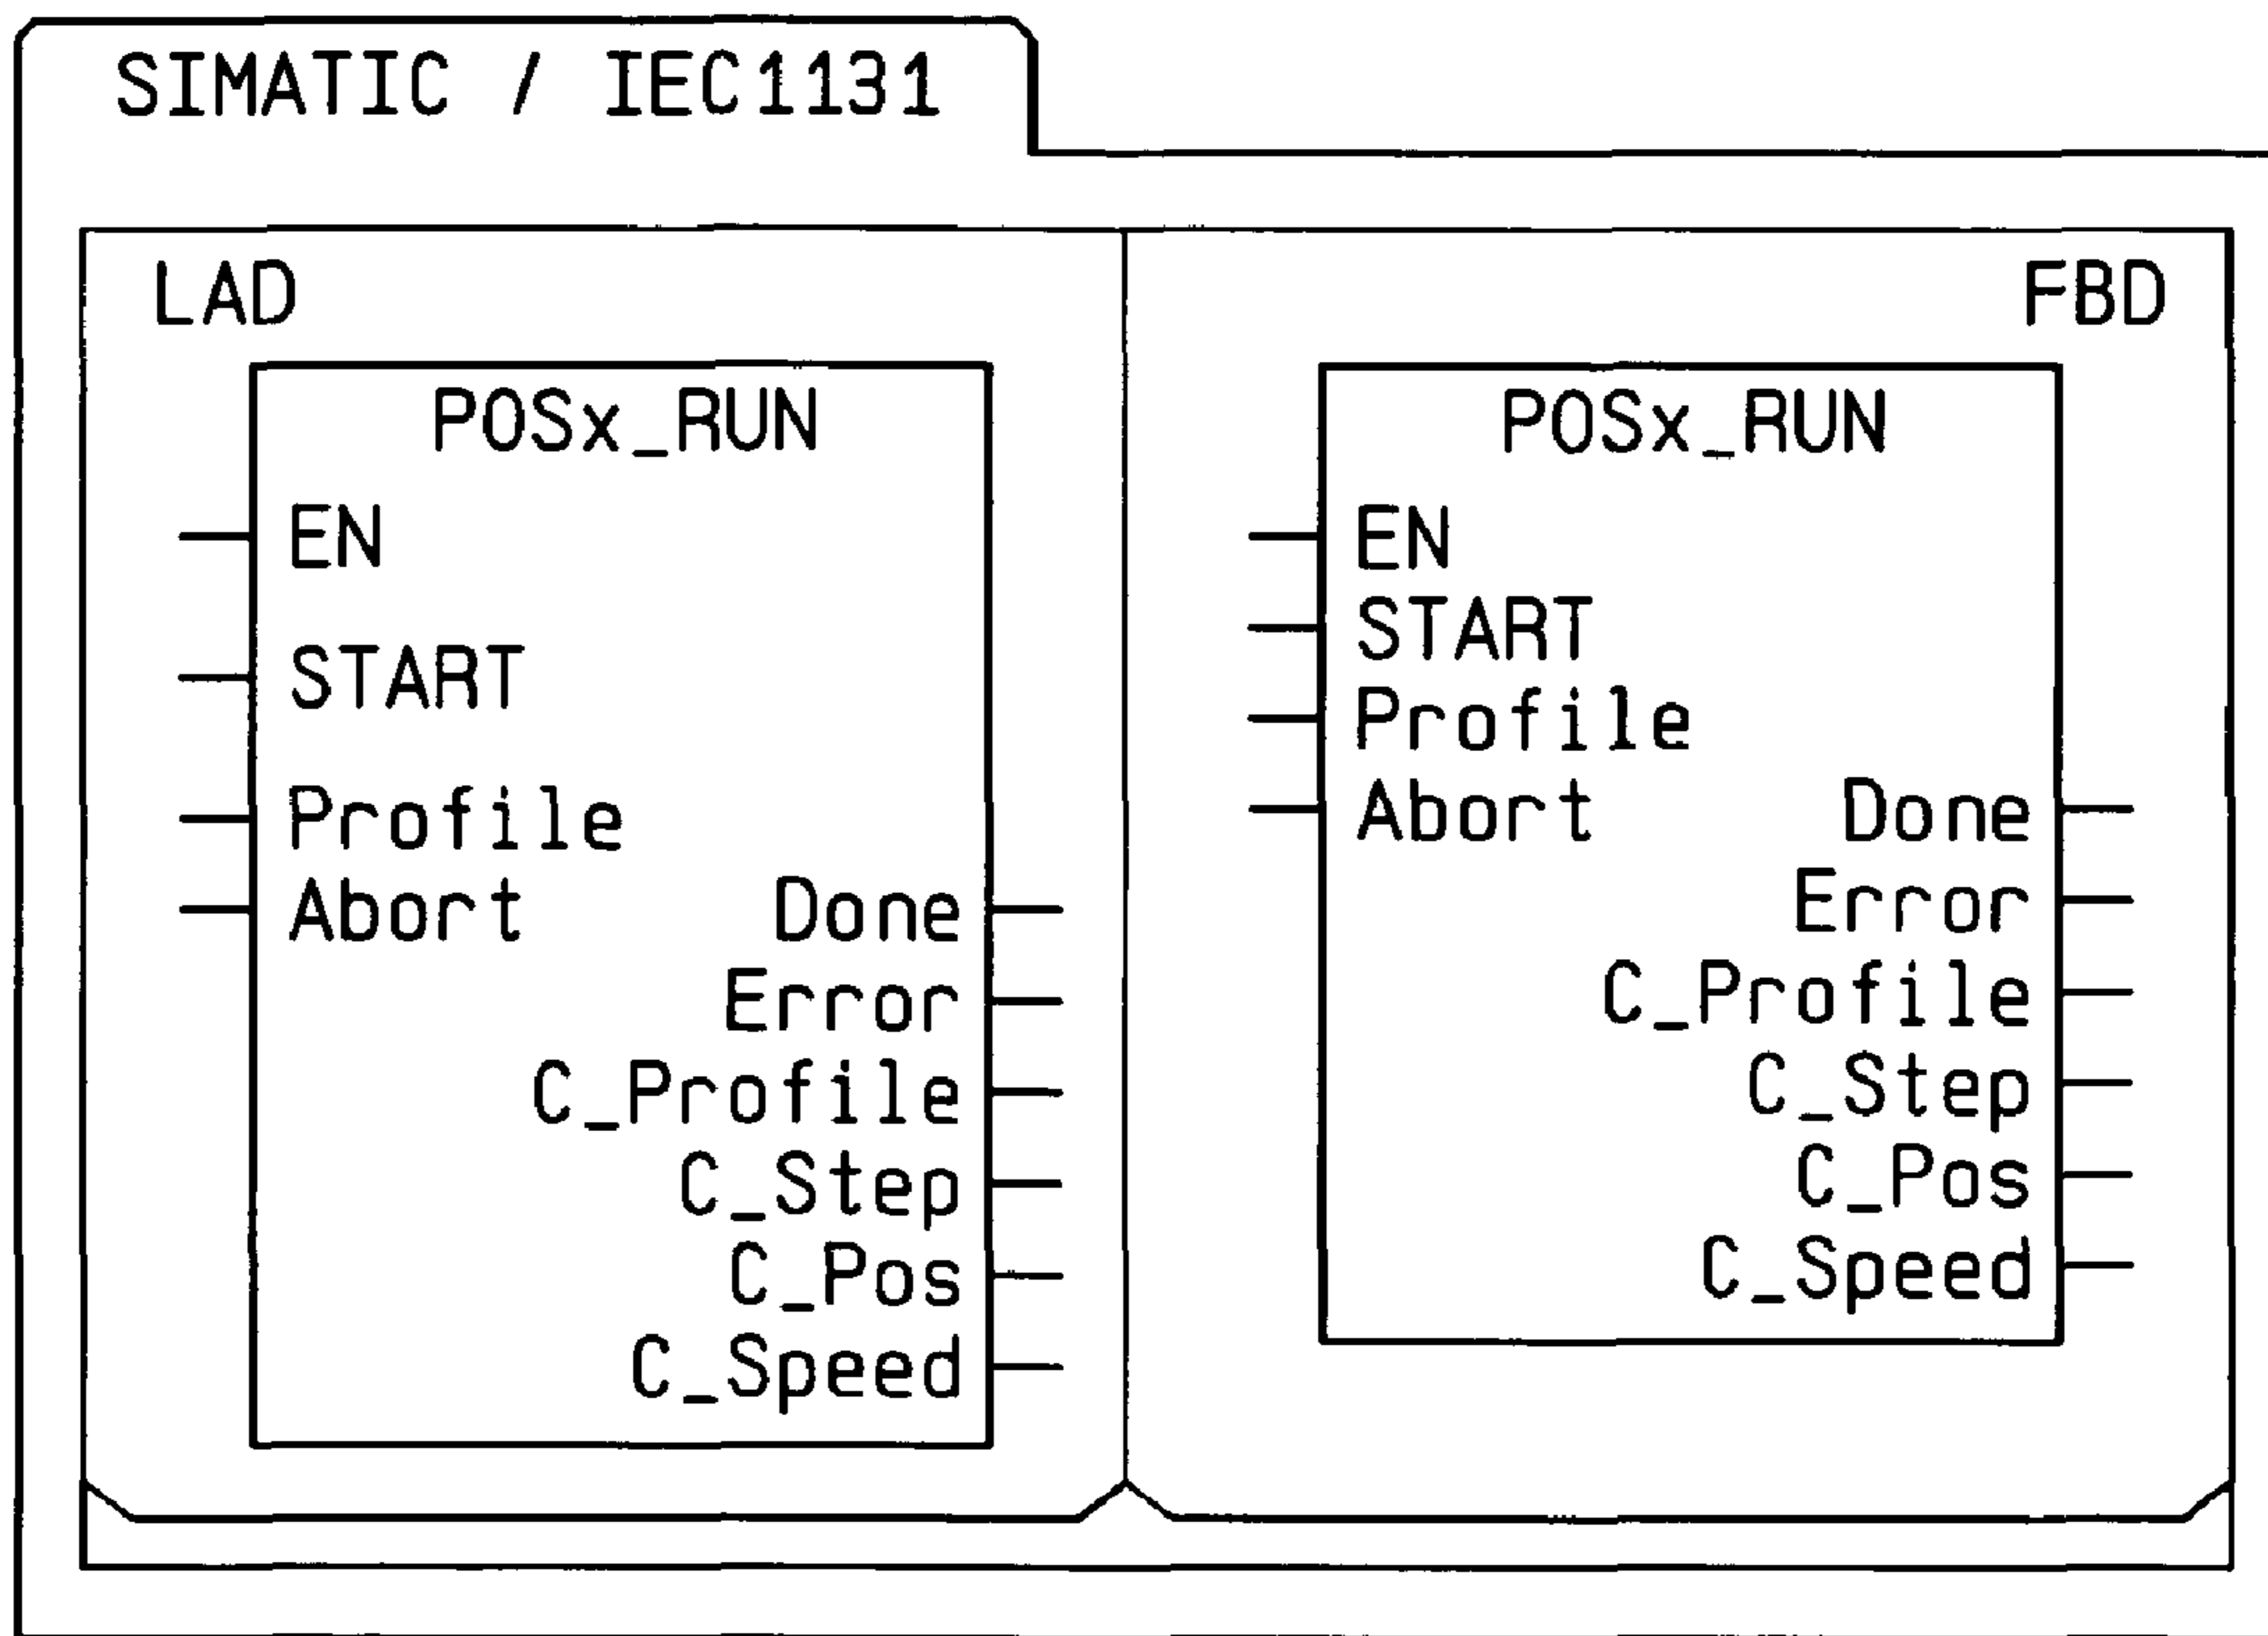 SIMATIC / IEC1131
LAD
POSx_RUN
EN
START
Profile
Abort Done
Error
C_Profile
C_Step
C_Pos
C_Speed
FBD
POSx_RUN
EN
START
Profile
Abort Done
Error
C_Profile
C_Step
C_Pos
C_Speed